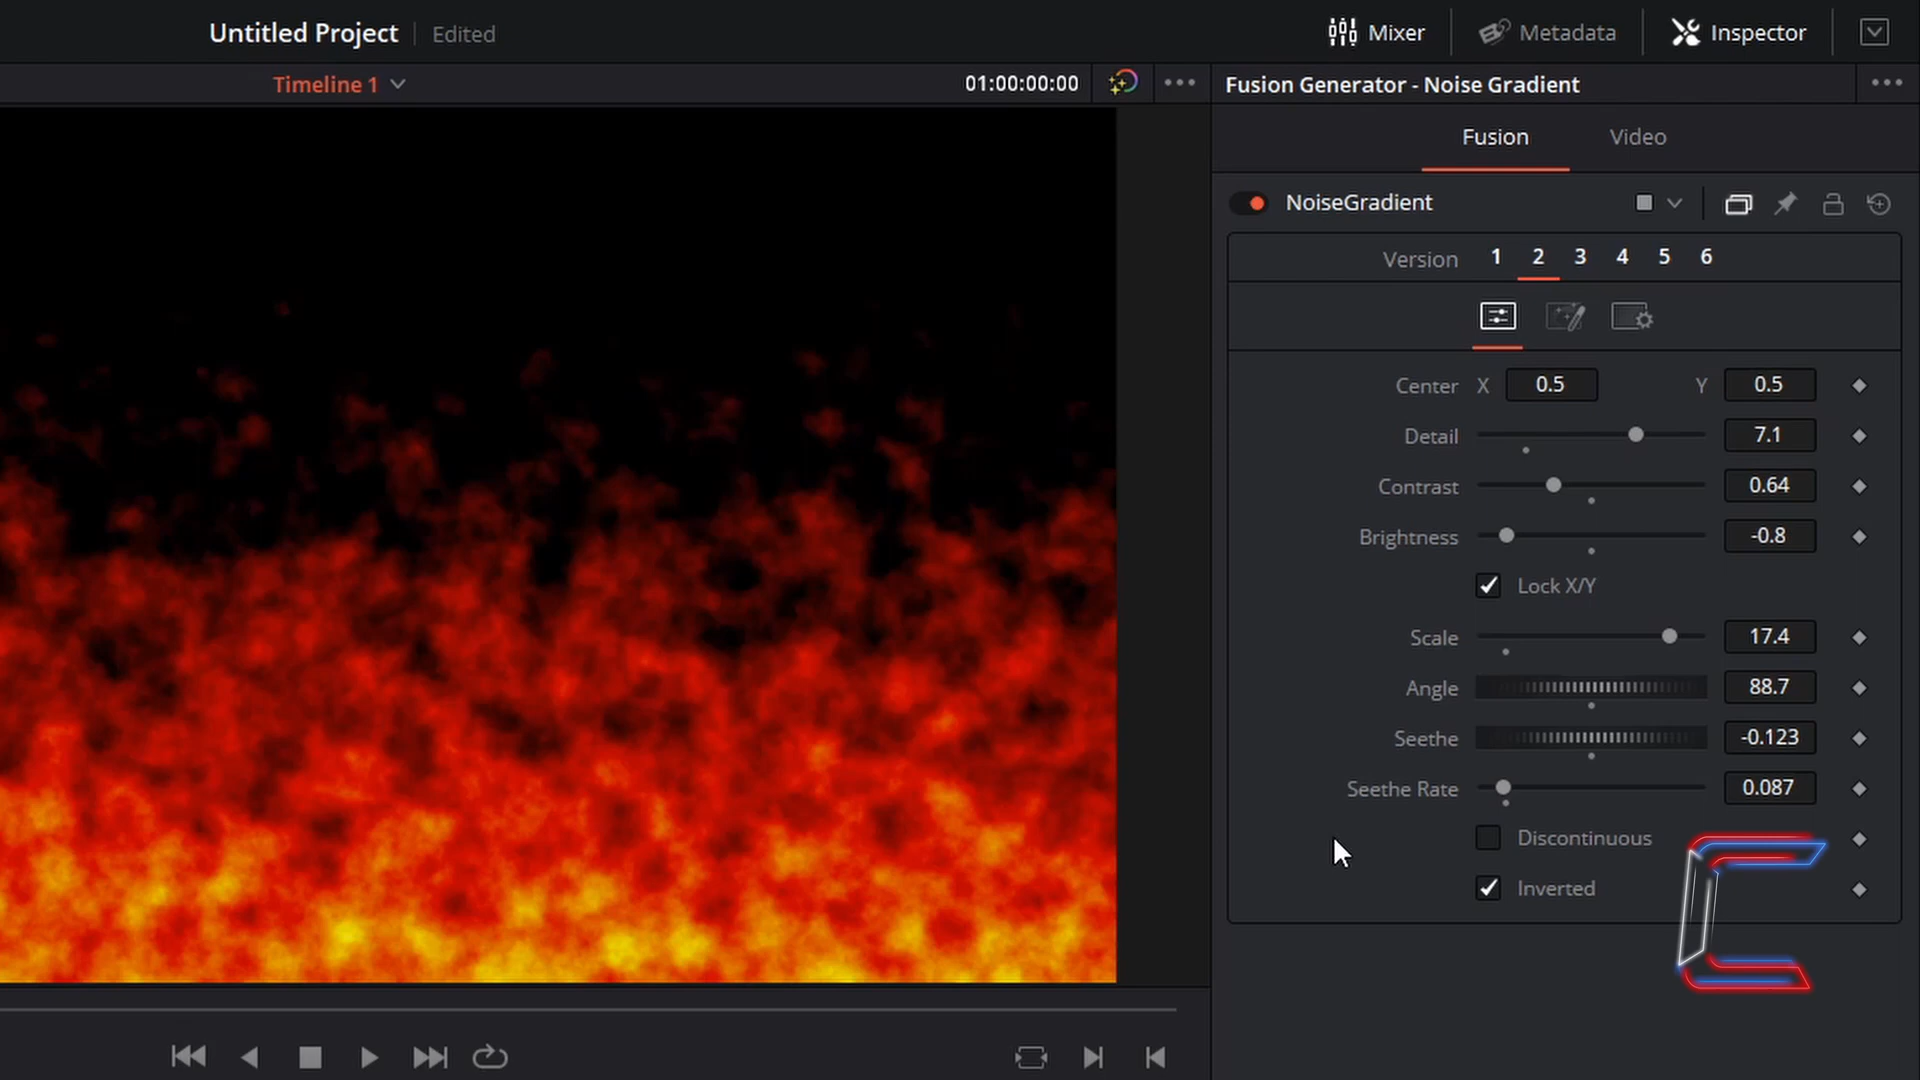 Untitled Project Edited Mixer Metadata Inspector
Timeline 1 01:00:00:00 Fusion Generator - Noise Gradient
Fusion Video
NoiseGradient
Version 1 2 3 4 5 6
Center X 0.5 Y 0.5
Detail 7.1
Contrast 0.64
Brightness -0.8
Lock X/Y
Scale 17.4
Angle 88.7
Seethe -0.123
Seethe Rate 0.087
Discontinuous
Inverted